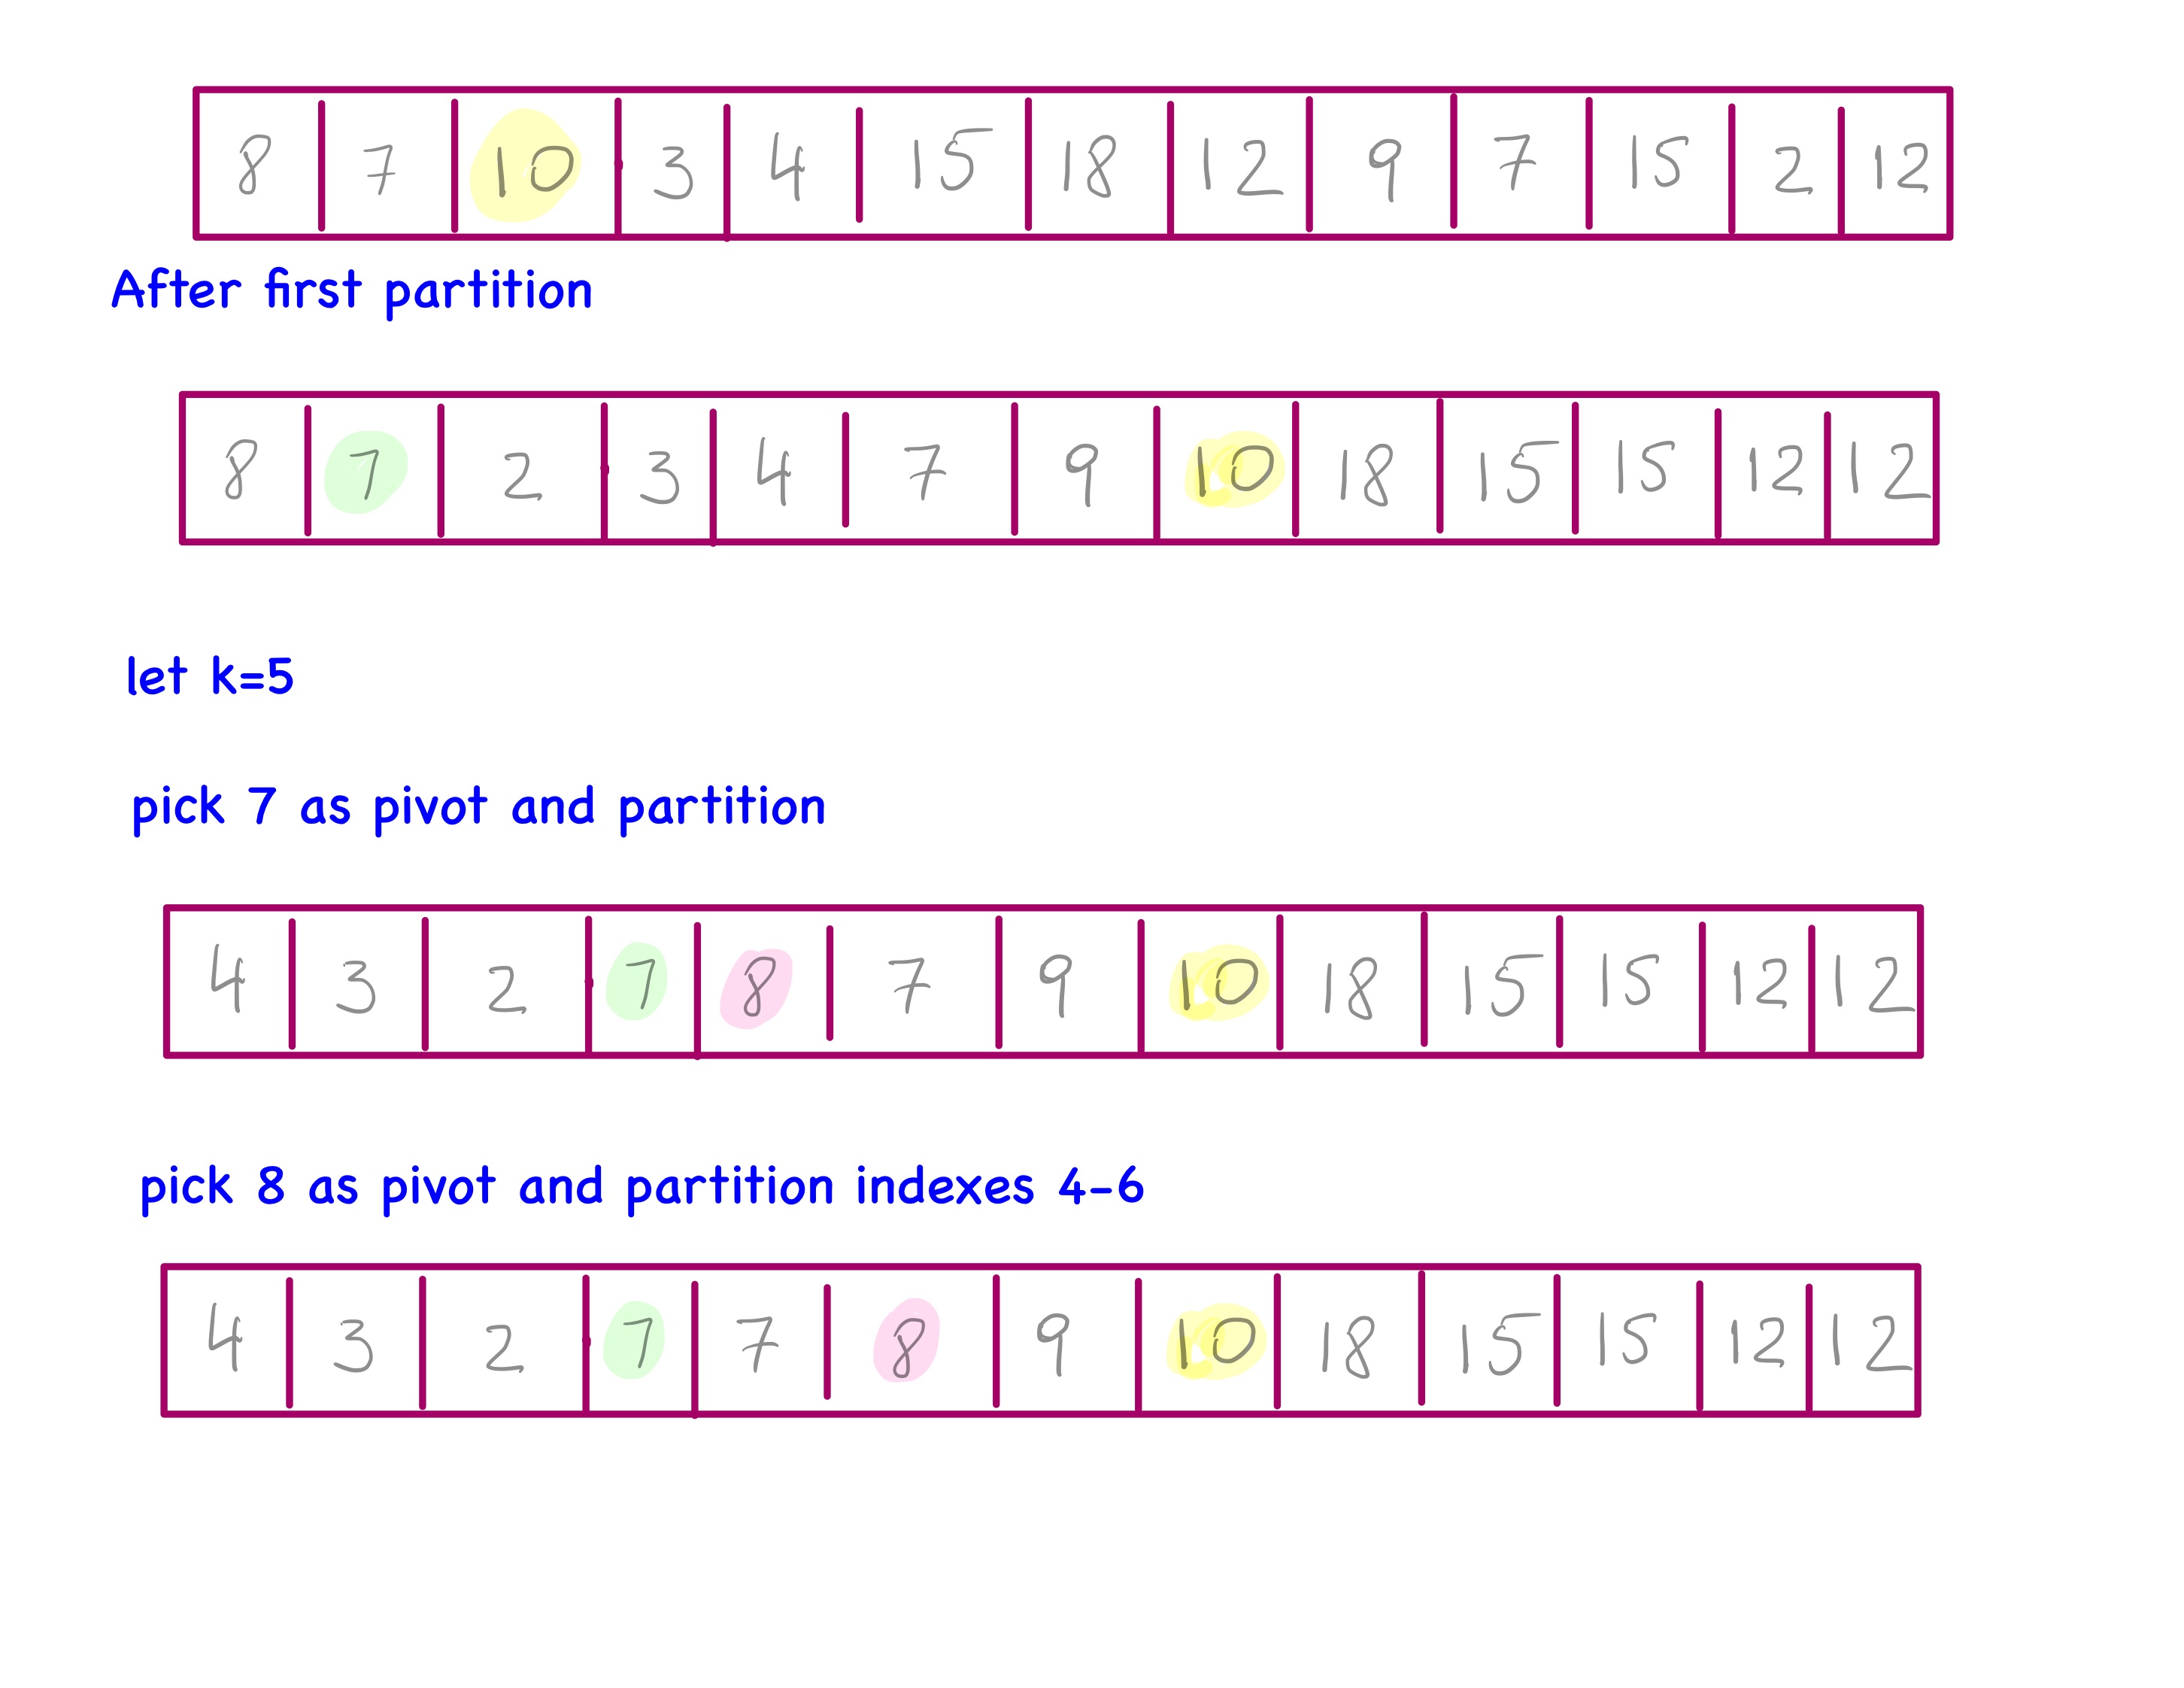 8 7 10 3 4 15 18 12 9 7 15 2 12
After first partition
8 7 2 3 4 7 9 10 18 15 15 12 12
let k=5
pick 7 as pivot and partition
4 3 2 7 8 7 9 10 18 15 15 12 12
pick 8 as pivot and partition indexes 4-6
4 3 2 7 7 8 9 10 18 15 15 12 12